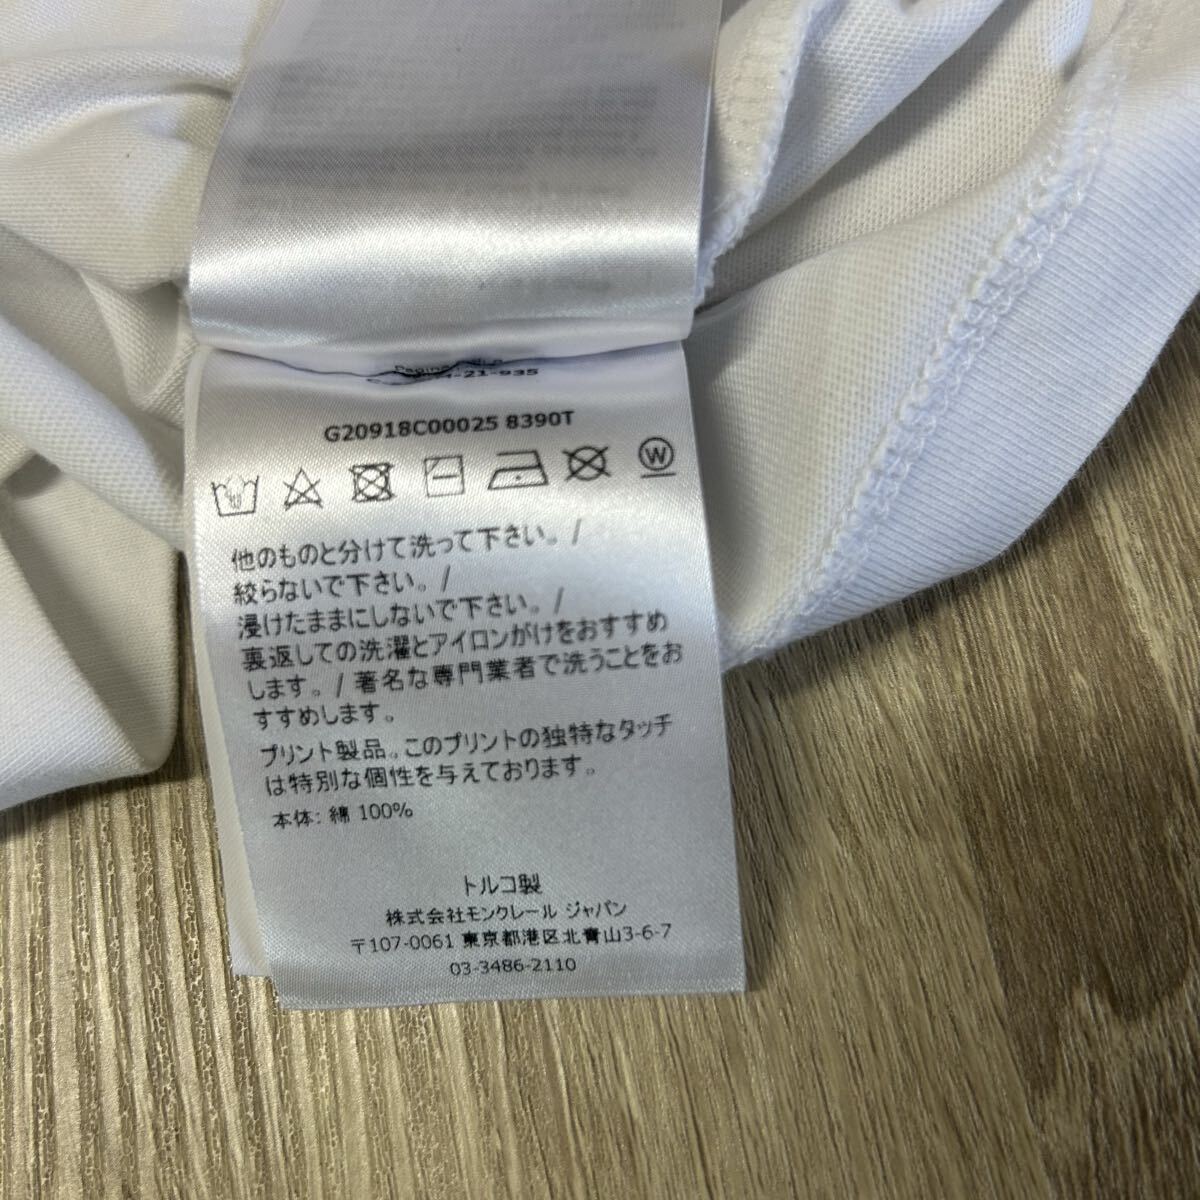 G20918C00025 8390T
W
他のものと分けて洗って下さい。/
絞らないで下さい。/
浸けたままにしないで下さい。/
裏返しての洗濯とアイロンがけをおすすめ
します。/ 著名な専門業者で洗うことをお
すすめします。
プリント製品。このプリントの独特なタッチ
は特別な個性を与えております。
本体: 綿 100%
トルコ製
株式会社モンクレール ジャパン
〒107-0061 東京都港区北青山3-6-7
03-3486-2110